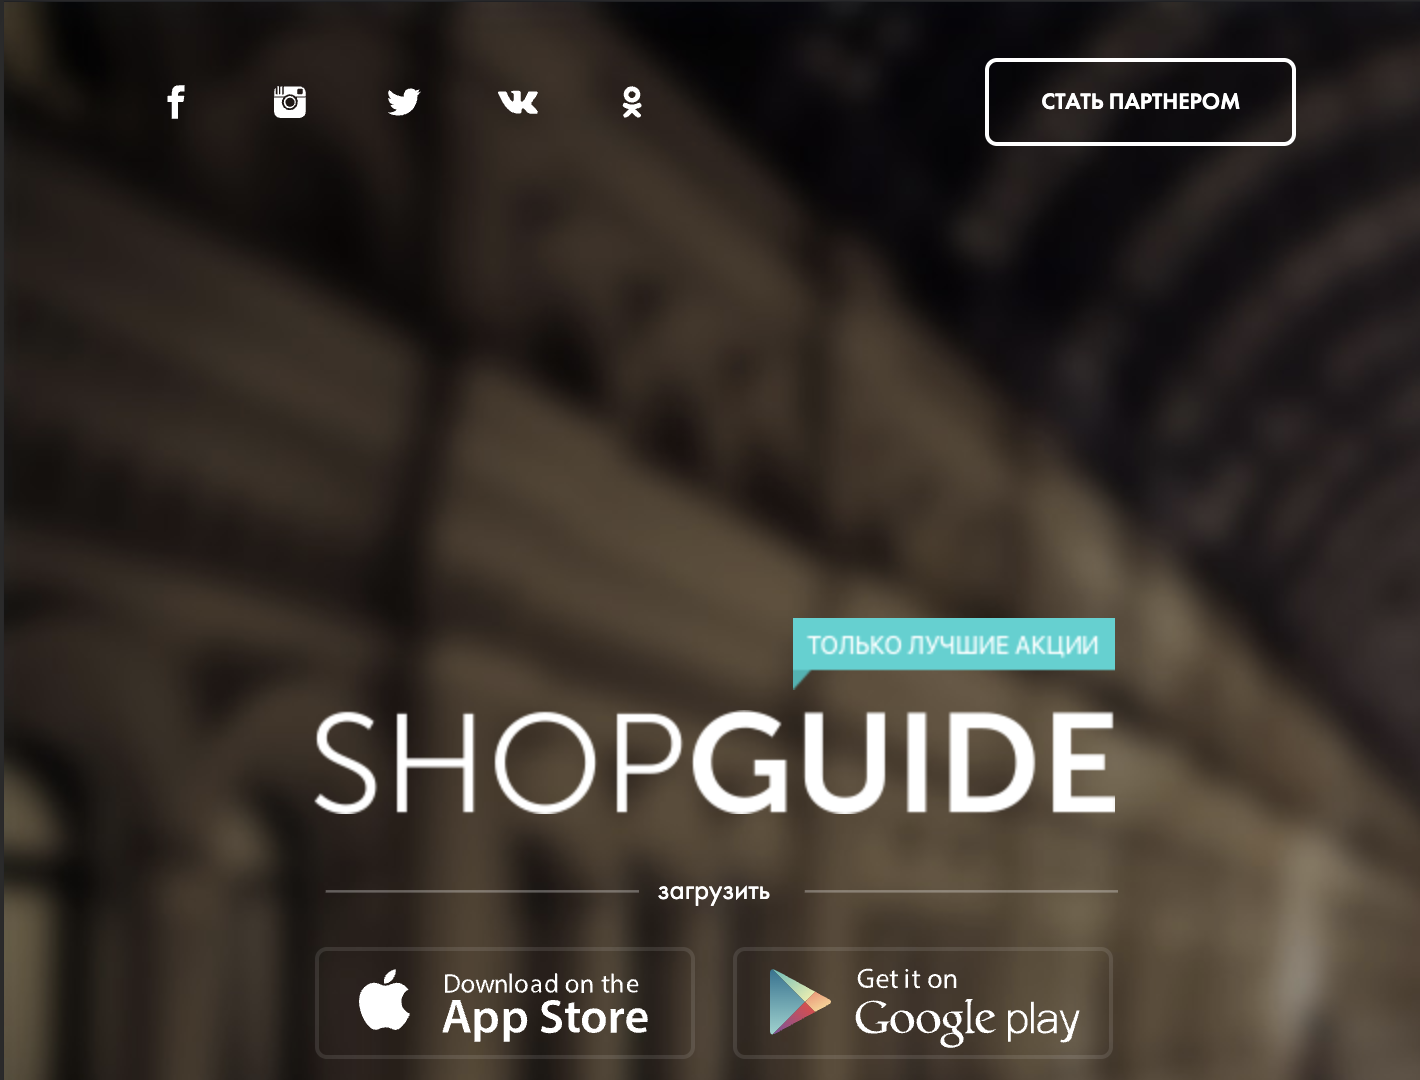 СТАТЬ ПАРТНЕРОМ
ТОЛЬКО ЛУЧШИЕ АКЦИИ
SHOPGUIDE
загрузить
Download on the
App Store
Get it on
Google play